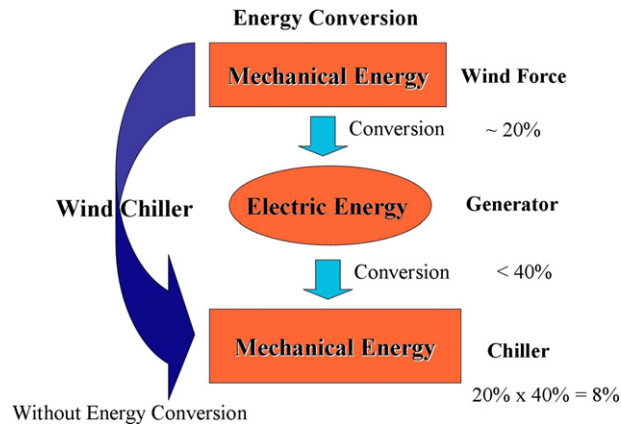 Energy Conversion
Mechanical Energy
Wind Force
Conversion
~ 20%
Wind Chiller
Electric Energy
Generator
Conversion
< 40%
Mechanical Energy
Chiller
20% x 40% = 8%
Without Energy Conversion